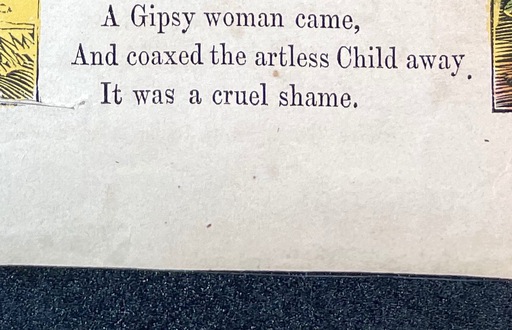 A Gipsy woman came,
And coaxed the artless Child away.
It was a cruel shame.